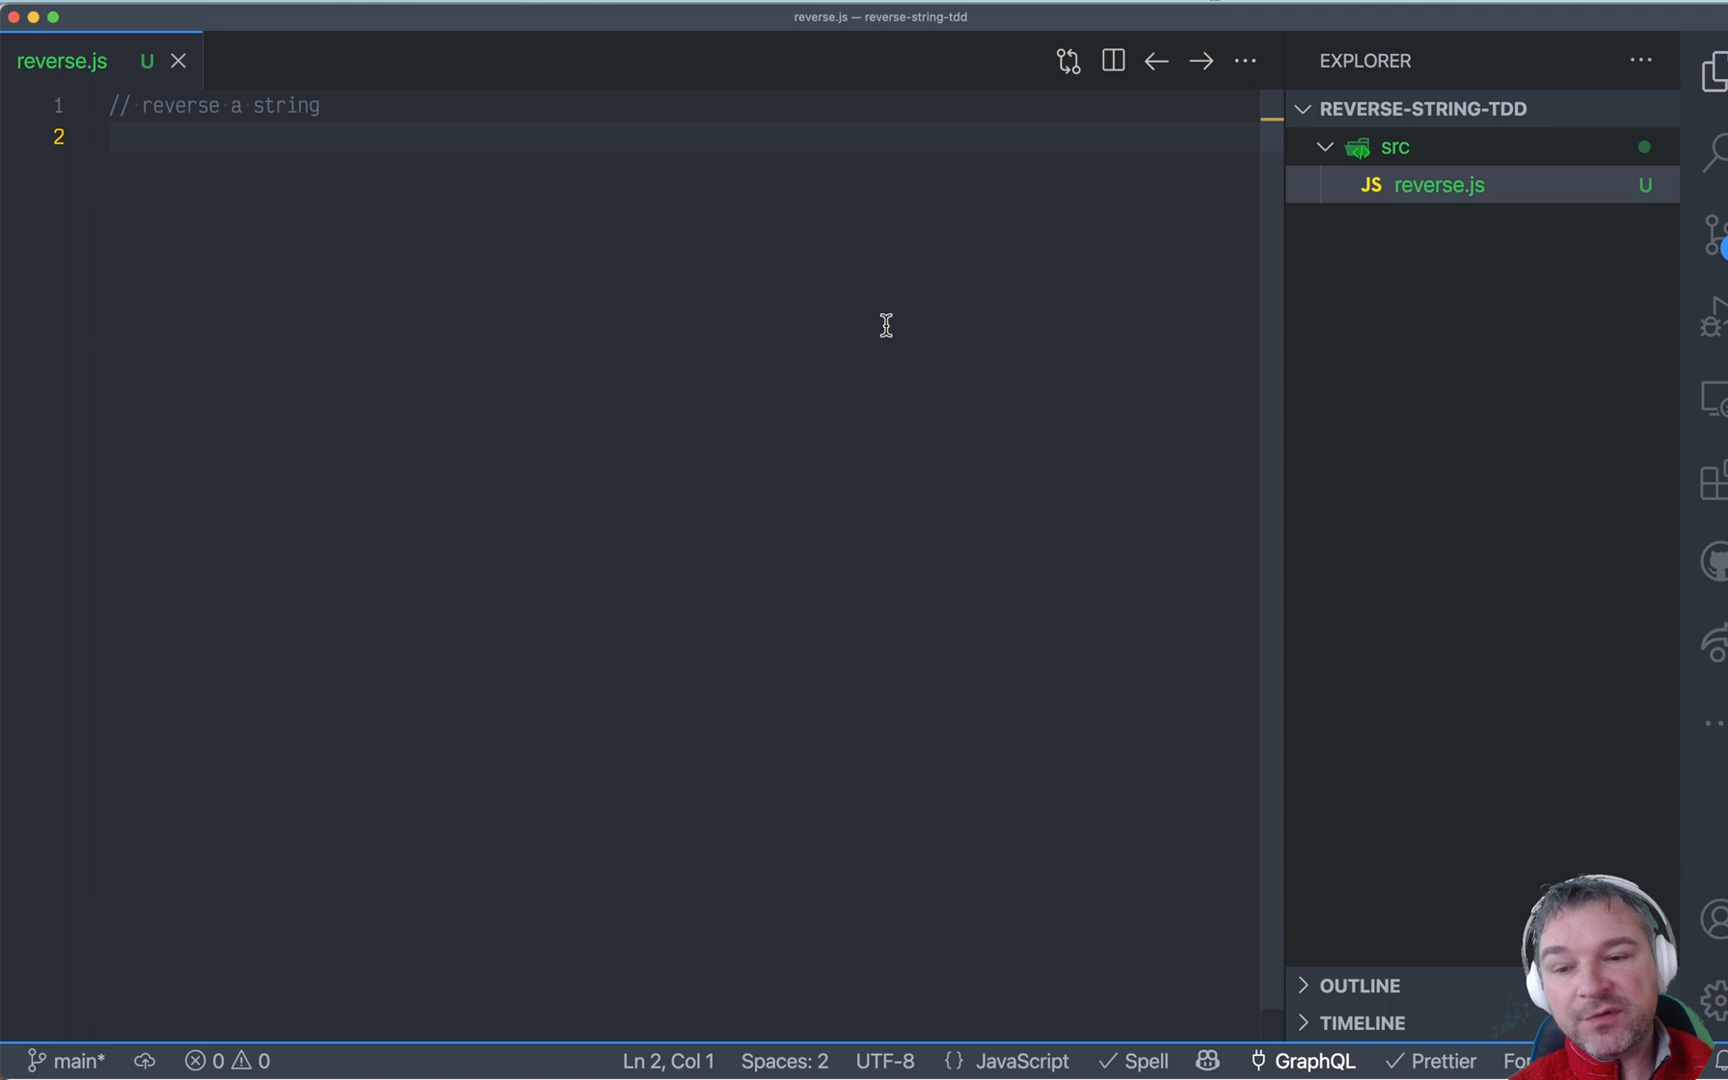 reverse.js — reverse-string-tdd
reverse.js U
EXPLORER
1 // reverse a string
2
REVERSE-STRING-TDD
src
JS reverse.js U
OUTLINE
TIMELINE
main* 0 0 Ln 2, Col 1 Spaces: 2 UTF-8 {} JavaScript Spell GraphQL Prettier For